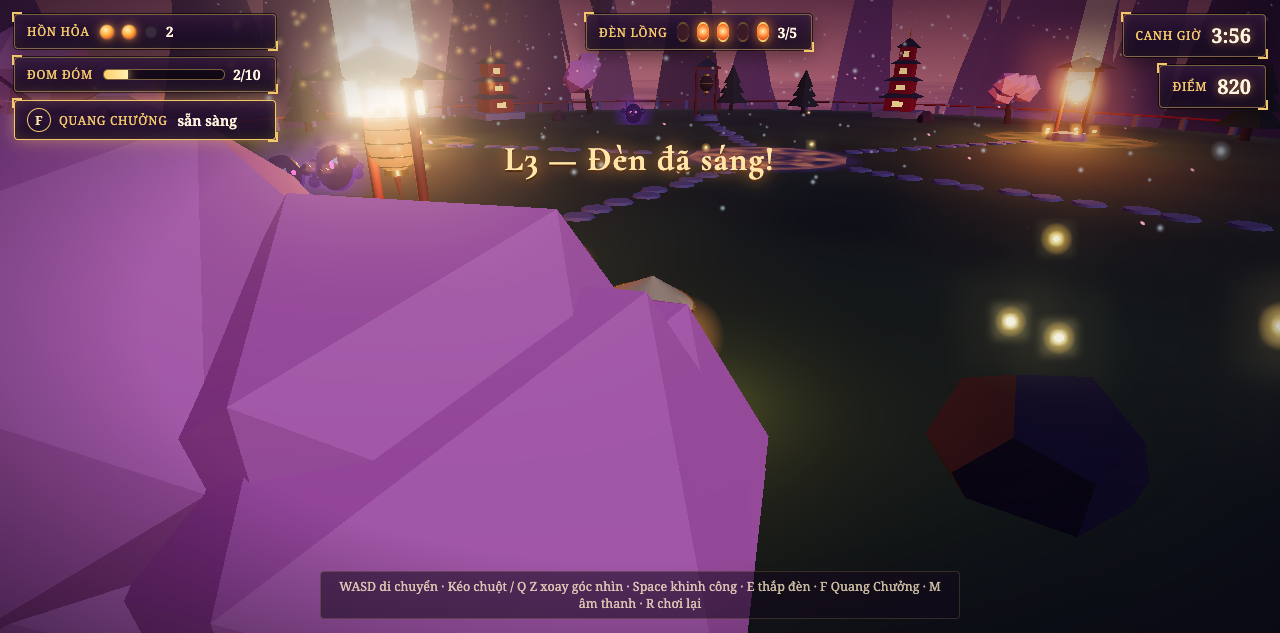 HỒN HỎA 2
ĐÈN LỒNG 3/5
CANH GIỜ 3:56
ĐOM ĐÓM 2/10
ĐIỂM 820
F QUANG CHƯỞNG sẵn sàng
L3 — Đèn đã sáng!
WASD di chuyển · Kéo chuột / Q Z xoay góc nhìn · Space khinh công · E thắp đèn · F Quang Chưởng · M
âm thanh · R chơi lại